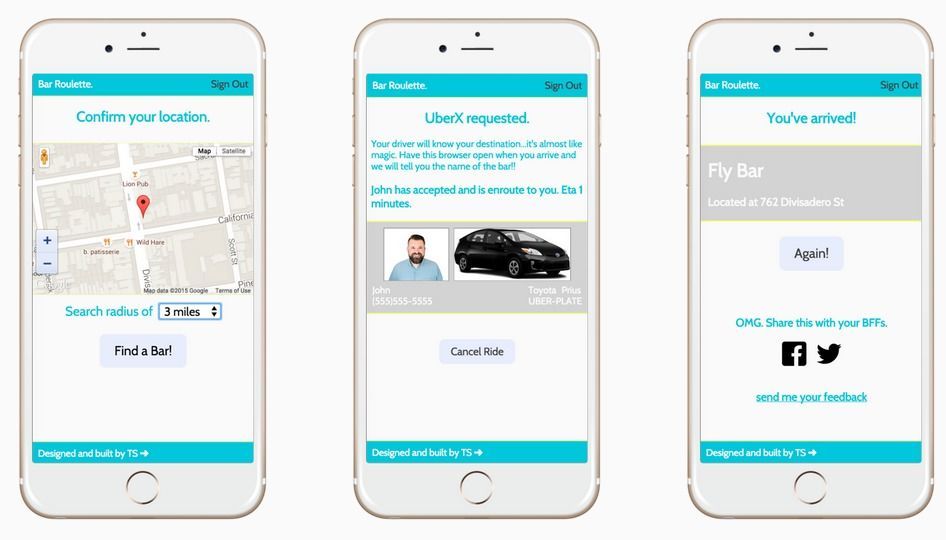 Bar Roulette.
Sign Out
Confirm your location.
Map
Satellite
Sacra
Lion Pub
California
Wild Hare
b. patisserie
Scott St
Divis
Pine
Google
Map data ©2015 Google
Terms of Use
+
−
Search radius of 3 miles
Find a Bar!
Designed and built by TS ➔
Bar Roulette.
Sign Out
UberX requested.
Your driver will know your destination...it's almost like
magic. Have this browser open when you arrive and
we will tell you the name of the bar!!
John has accepted and is enroute to you. Eta 1
minutes.
John
Toyota Prius
(555)555-5555
UBER-PLATE
Cancel Ride
Designed and built by TS ➔
Bar Roulette.
Sign Out
You've arrived!
Fly Bar
Located at 762 Divisadero St
Again!
OMG. Share this with your BFFs.
send me your feedback
Designed and built by TS ➔